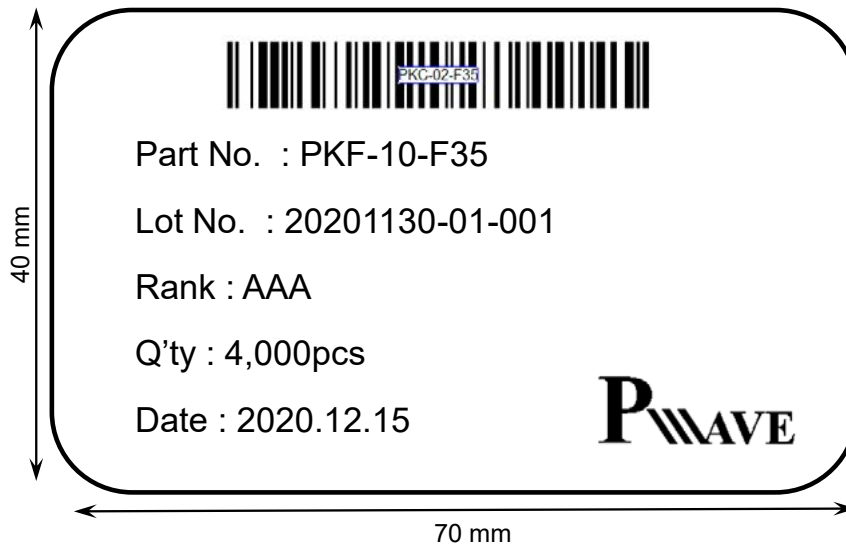 PKC-02-F35
Part No. : PKF-10-F35
Lot No. : 20201130-01-001
Rank : AAA
Q’ty : 4,000pcs
Date : 2020.12.15
PWAVE
40 mm
70 mm